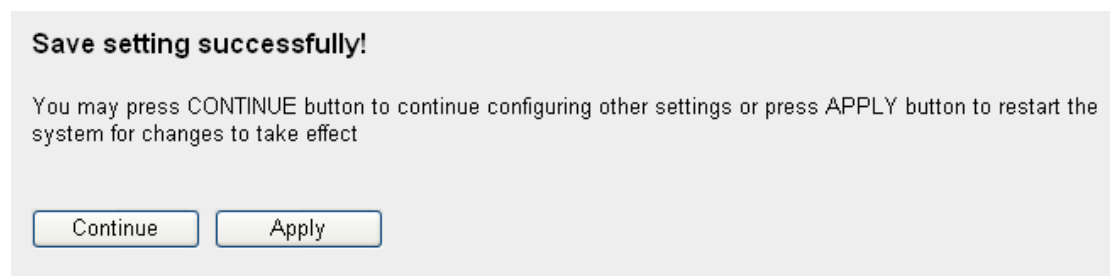 Save setting successfully!
You may press CONTINUE button to continue configuring other settings or press APPLY button to restart the
system for changes to take effect
Continue
Apply